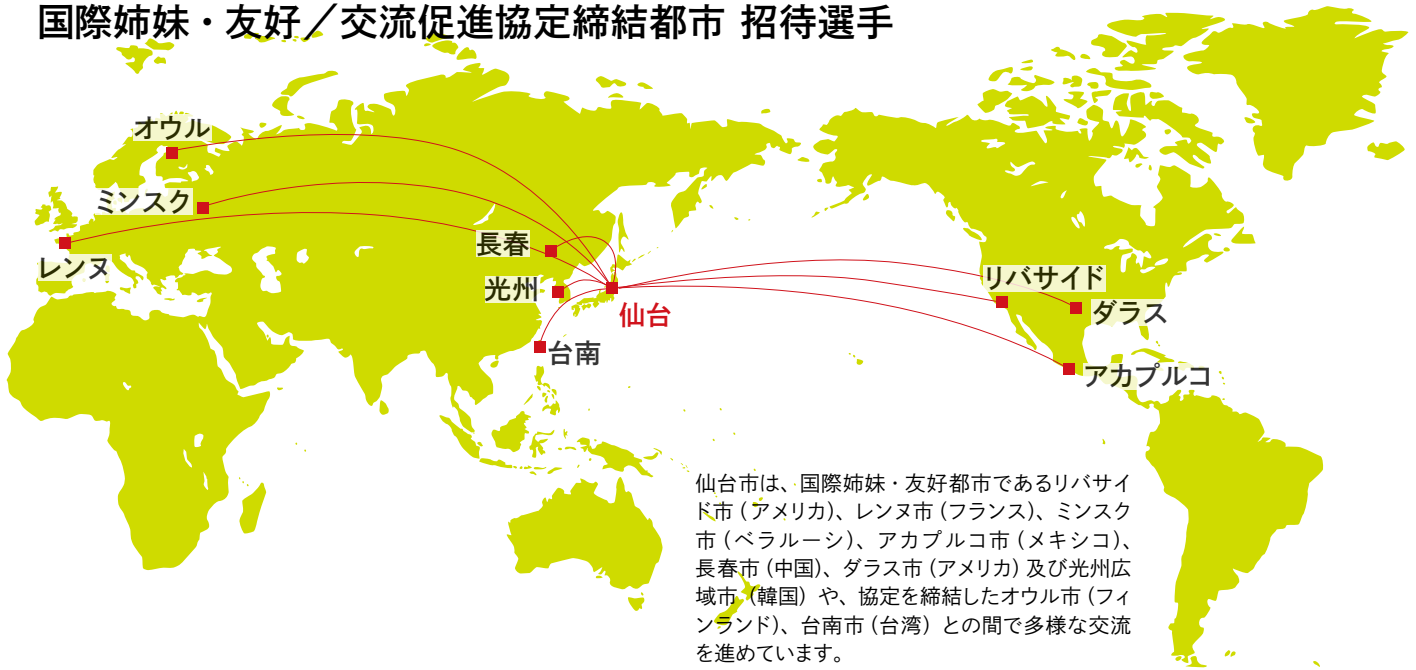 国際姉妹・友好／交流促進協定締結都市 招待選手
オウル
ミンスク
レンヌ
長春
光州
仙台
台南
リバサイド
ダラス
アカプルコ
仙台市は、国際姉妹・友好都市であるリバサイ
ド市（アメリカ）、レンヌ市（フランス）、ミンスク
市（ベラルーシ）、アカプルコ市（メキシコ）、
長春市（中国）、ダラス市（アメリカ）及び光州広
域市（韓国）や、協定を締結したオウル市（フィ
ンランド）、台南市（台湾）との間で多様な交流
を進めています。